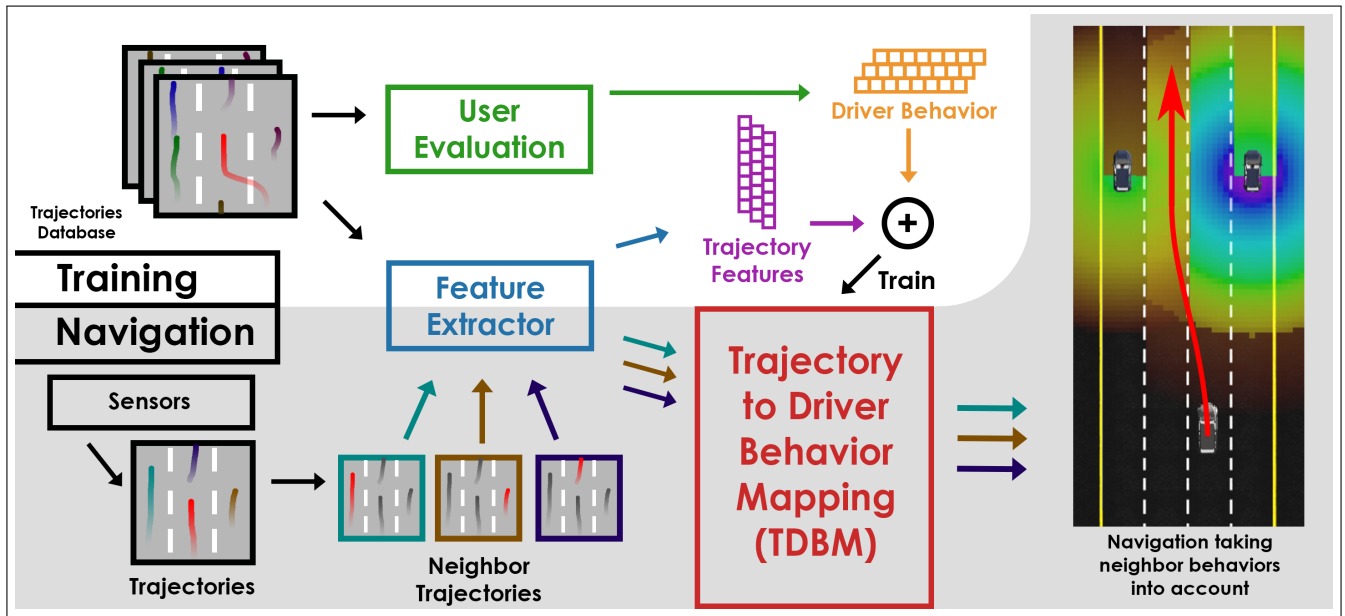 Trajectories
Database
User
Evaluation
Driver Behavior
Trajectory
Features
+
Train
Training
Navigation
Feature
Extractor
Sensors
Trajectories
Neighbor
Trajectories
Trajectory
to Driver
Behavior
Mapping
(TDBM)
Navigation taking
neighbor behaviors
into account